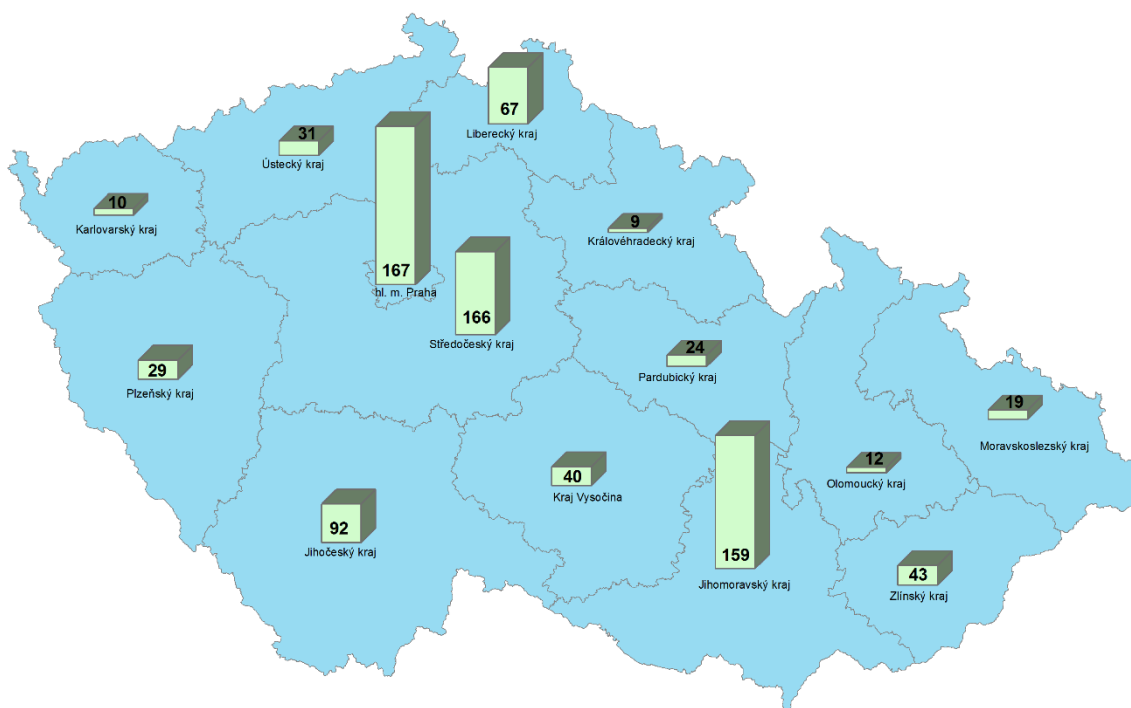 67
Liberecký kraj
31
Ústecký kraj
10
Karlovarský kraj
9
Královéhradecký kraj
167
hl. m. Praha
166
Středočeský kraj
24
Pardubický kraj
29
Plzeňský kraj
19
Moravskoslezský kraj
12
Olomoucký kraj
40
Kraj Vysočina
92
Jihočeský kraj
159
Jihomoravský kraj
43
Zlínský kraj